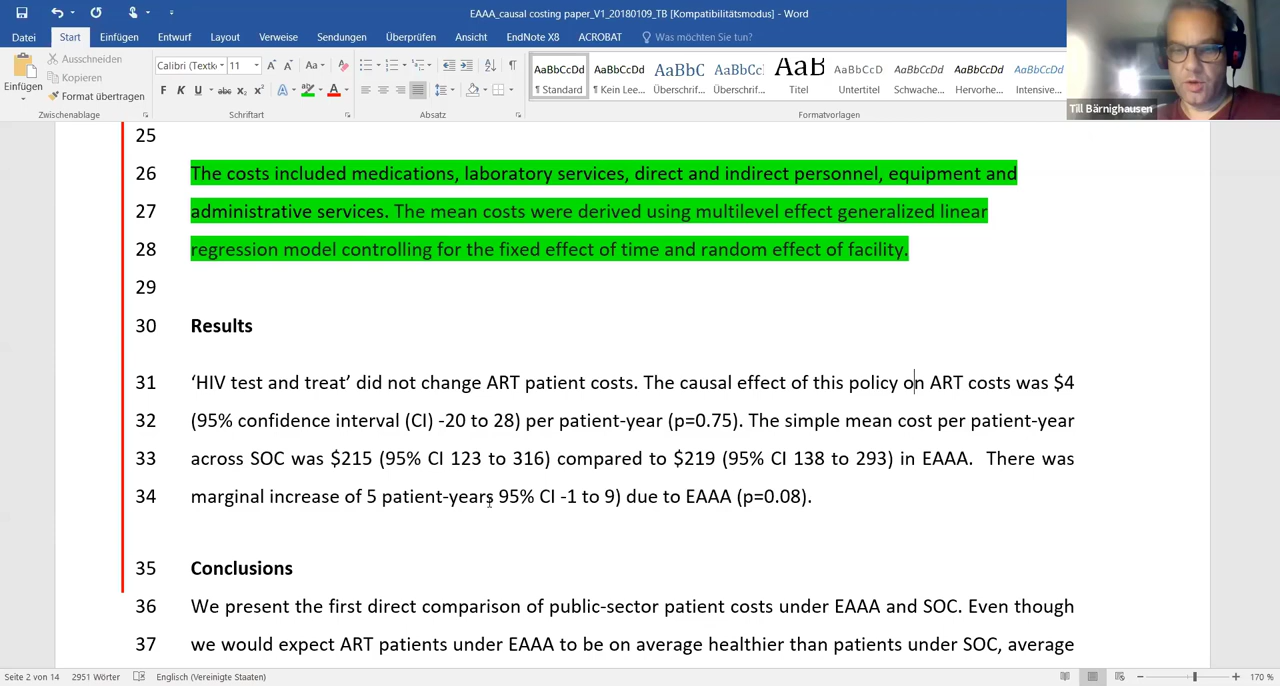 EAAA_causal costing paper_V1_20180109_TB [Kompatibilitätsmodus] - Word
Datei Start Einfügen Entwurf Layout Verweise Sendungen Überprüfen Ansicht EndNote X8 ACROBAT Was möchten Sie tun?
Einfügen
Ausschneiden
Kopieren
Format übertragen
Zwischenablage
Calibri (Textk 11
Schriftart
Absatz
AaBbCcDd AaBbCcDd AaBbC AaBbCc AaB AaBbCcD AaBbCcDd AaBbCcDd AaBbCcDd
¶ Standard ¶ Kein Lee... Überschrif... Überschrif... Titel Untertitel Schwache... Hervorhe... Intensive...
Formatvorlagen
Till Bärnighausen
25
26 The costs included medications, laboratory services, direct and indirect personnel, equipment and
27 administrative services. The mean costs were derived using multilevel effect generalized linear
28 regression model controlling for the fixed effect of time and random effect of facility.
29
30 Results
31 ‘HIV test and treat’ did not change ART patient costs. The causal effect of this policy on ART costs was $4
32 (95% confidence interval (CI) -20 to 28) per patient-year (p=0.75). The simple mean cost per patient-year
33 across SOC was $215 (95% CI 123 to 316) compared to $219 (95% CI 138 to 293) in EAAA. There was
34 marginal increase of 5 patient-years 95% CI -1 to 9) due to EAAA (p=0.08).
35 Conclusions
36 We present the first direct comparison of public-sector patient costs under EAAA and SOC. Even though
37 we would expect ART patients under EAAA to be on average healthier than patients under SOC, average
Seite 2 von 14 2951 Wörter Englisch (Vereinigte Staaten) 170 %